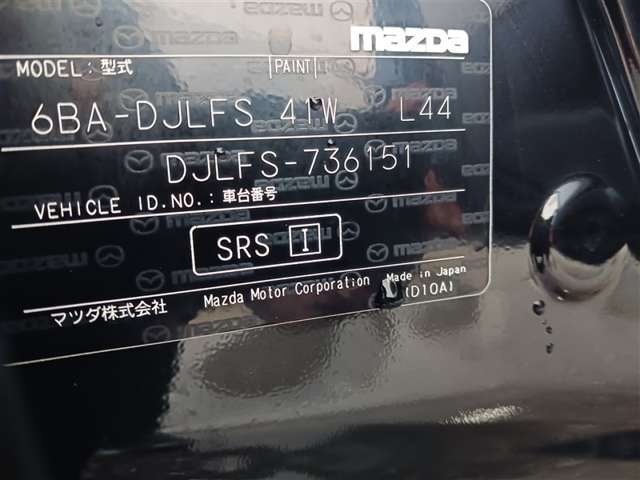 mazda
MODEL:型式 PAINT
6BA-DJLFS 41W L44
DJLFS-736151
VEHICLE ID.NO.:車台番号
SRS I
マツダ株式会社 Mazda Motor Corporation Made in Japan
(D10A)